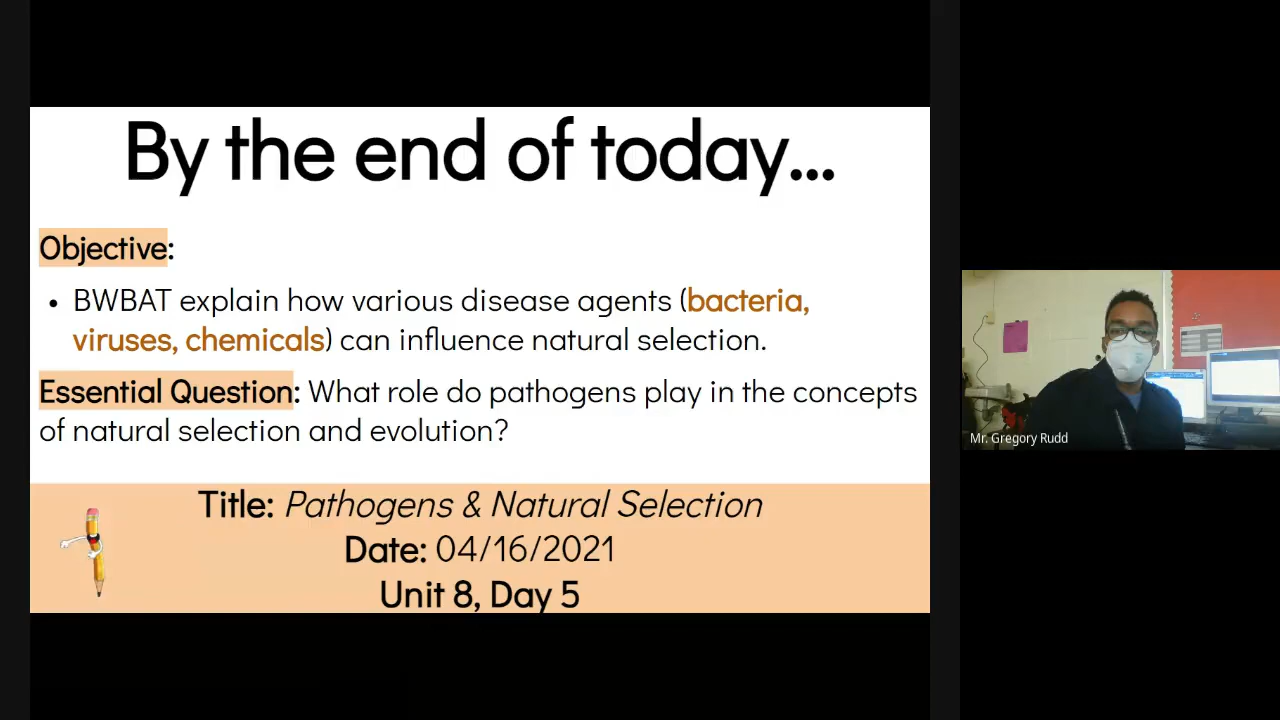 By the end of today...
Objective:
• BWBAT explain how various disease agents (bacteria,
viruses, chemicals) can influence natural selection.
Essential Question: What role do pathogens play in the concepts
of natural selection and evolution?
Title: Pathogens & Natural Selection
Date: 04/16/2021
Unit 8, Day 5
Mr. Gregory Rudd